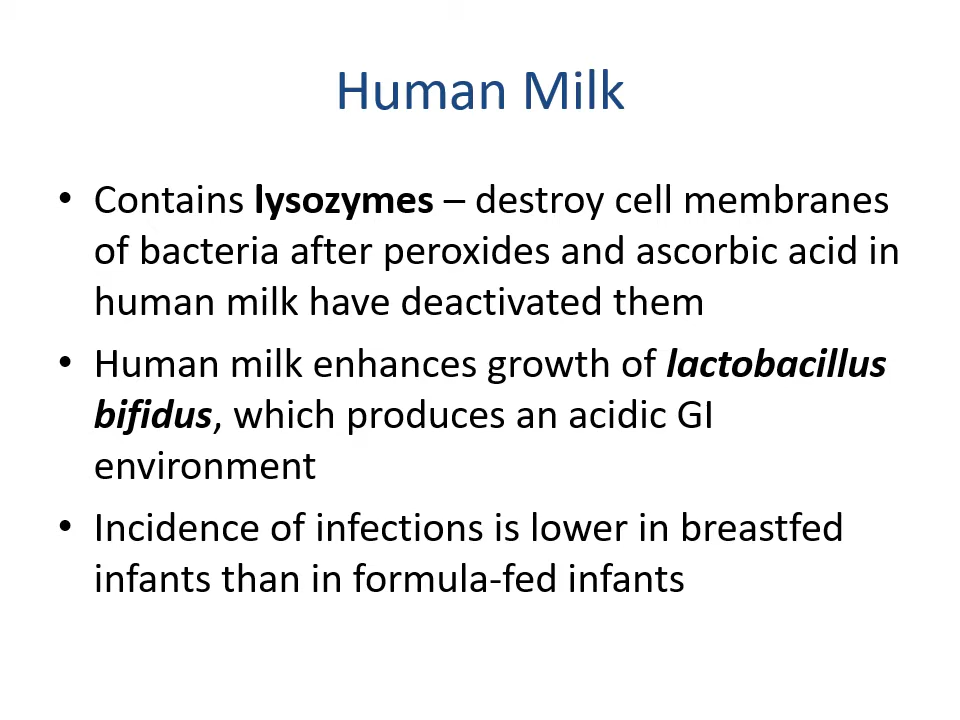 Human Milk
• Contains lysozymes – destroy cell membranes
of bacteria after peroxides and ascorbic acid in
human milk have deactivated them
• Human milk enhances growth of lactobacillus
bifidus, which produces an acidic GI
environment
• Incidence of infections is lower in breastfed
infants than in formula-fed infants